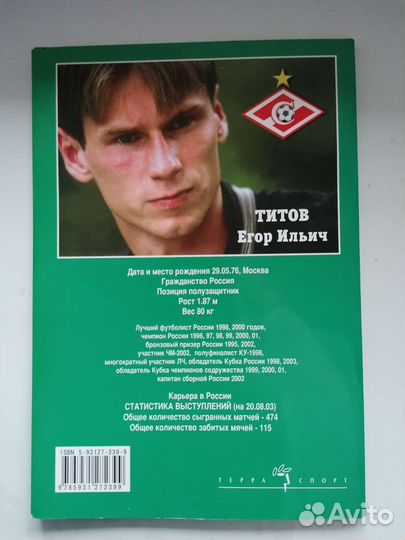 ТИТОВ
Егор Ильич
Дата и место рождения 29.05.76, Москва
Гражданство Россия
Позиция полузащитник
Рост 1.87 м
Вес 80 кг
Лучший футболист России 1998, 2000 годов,
чемпион России 1996, 97, 98, 99, 2000, 01,
бронзовый призер России 1995, 2002,
участник ЧМ-2002, полуфиналист КУ-1998,
многократный участник ЛЧ, обладатель Кубка России 1998, 2003,
обладатель Кубка чемпионов содружества 1999, 2000, 01,
капитан сборной России 2002
Карьера в России
СТАТИСТИКА ВЫСТУПЛЕНИЙ (на 20.08.03)
Общее количество сыгранных матчей - 474
Общее количество забитых мячей - 115
ISBN 5-93127-239-9
9 785931 272399
ТЕРРА СПОРТ
Avito